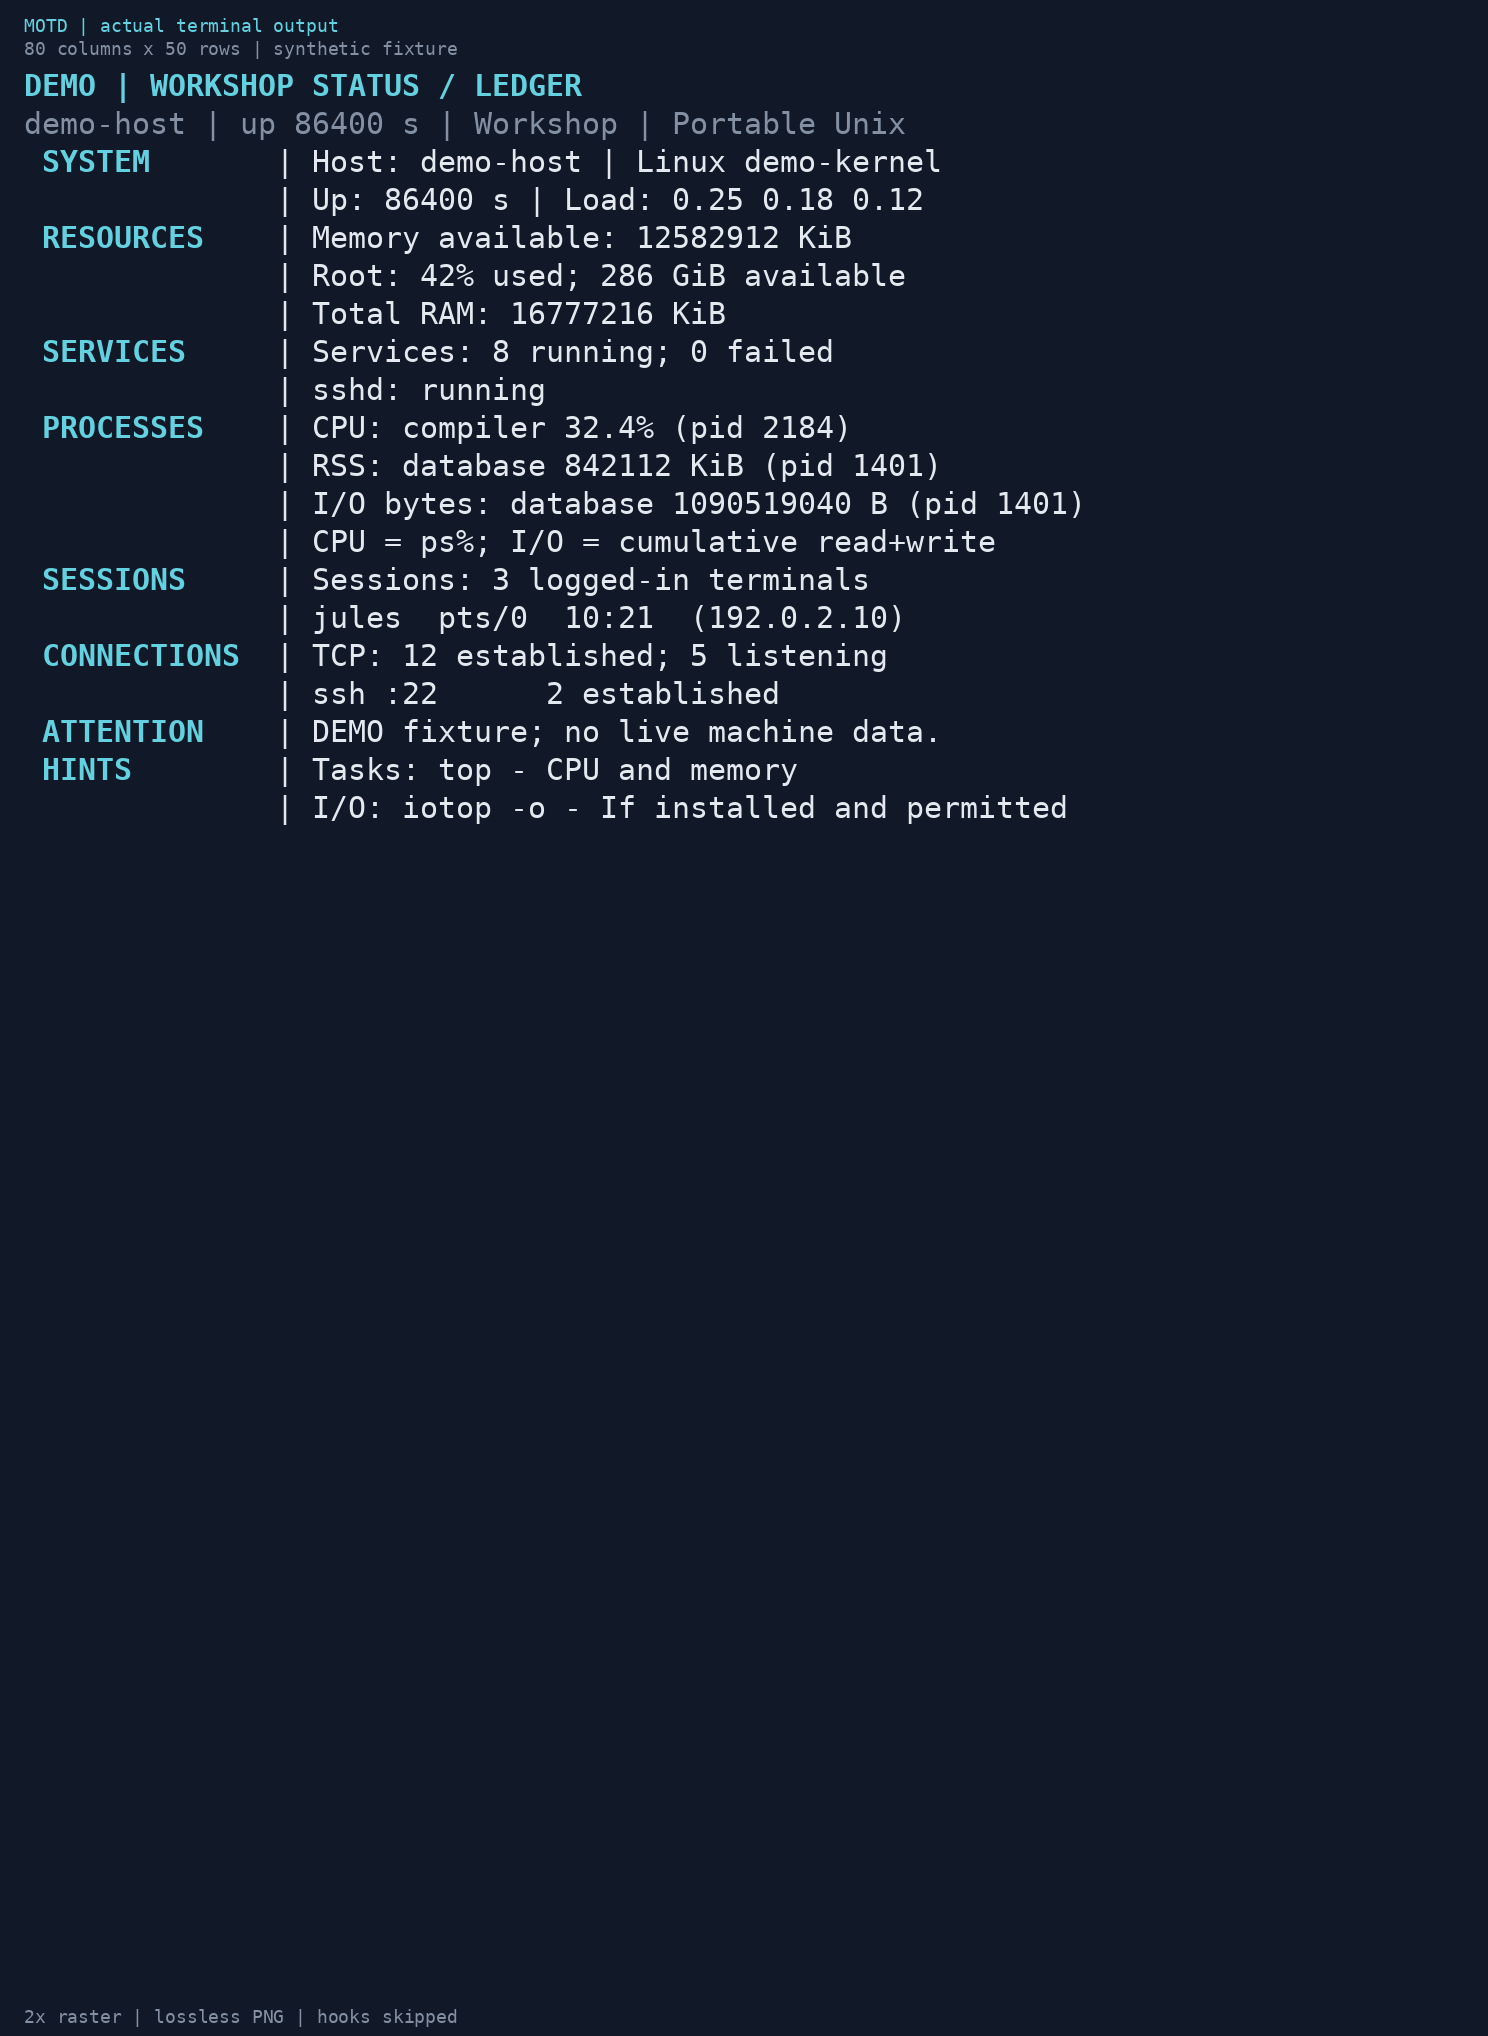 MOTD | actual terminal output
80 columns x 50 rows | synthetic fixture
DEMO | WORKSHOP STATUS / LEDGER
demo-host | up 86400 s | Workshop | Portable Unix
SYSTEM | Host: demo-host | Linux demo-kernel
| Up: 86400 s | Load: 0.25 0.18 0.12
RESOURCES | Memory available: 12582912 KiB
| Root: 42% used; 286 GiB available
| Total RAM: 16777216 KiB
SERVICES | Services: 8 running; 0 failed
| sshd: running
PROCESSES | CPU: compiler 32.4% (pid 2184)
| RSS: database 842112 KiB (pid 1401)
| I/O bytes: database 1090519040 B (pid 1401)
| CPU = ps%; I/O = cumulative read+write
SESSIONS | Sessions: 3 logged-in terminals
| jules  pts/0  10:21  (192.0.2.10)
CONNECTIONS | TCP: 12 established; 5 listening
| ssh :22      2 established
ATTENTION | DEMO fixture; no live machine data.
HINTS | Tasks: top - CPU and memory
| I/O: iotop -o - If installed and permitted
2x raster | lossless PNG | hooks skipped